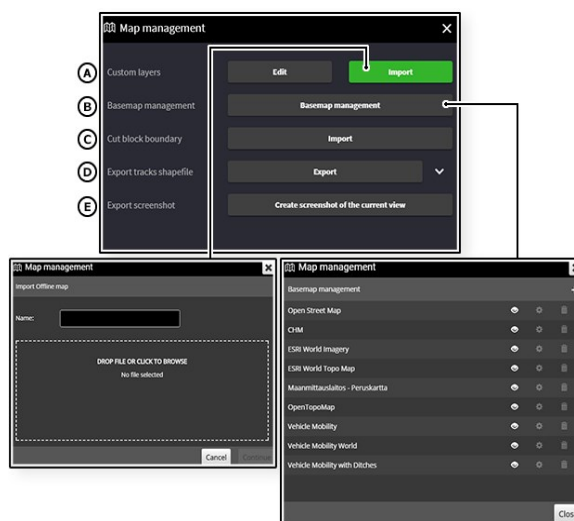 Map management
A Custom layers Edit Import
B Basemap management Basemap management
C Cut block boundary Import
D Export tracks shapefile Export
E Export screenshot Create screenshot of the current view
Map management
Import Offline map
Name:
DROP FILE OR CLICK TO BROWSE
No file selected
Cancel Continue
Map management
Basemap management
Open Street Map
CHM
ESRI World Imagery
ESRI World Topo Map
Maanmittauslaitos - Peruskartta
OpenTopoMap
Vehicle Mobility
Vehicle Mobility World
Vehicle Mobility with Ditches
Clos